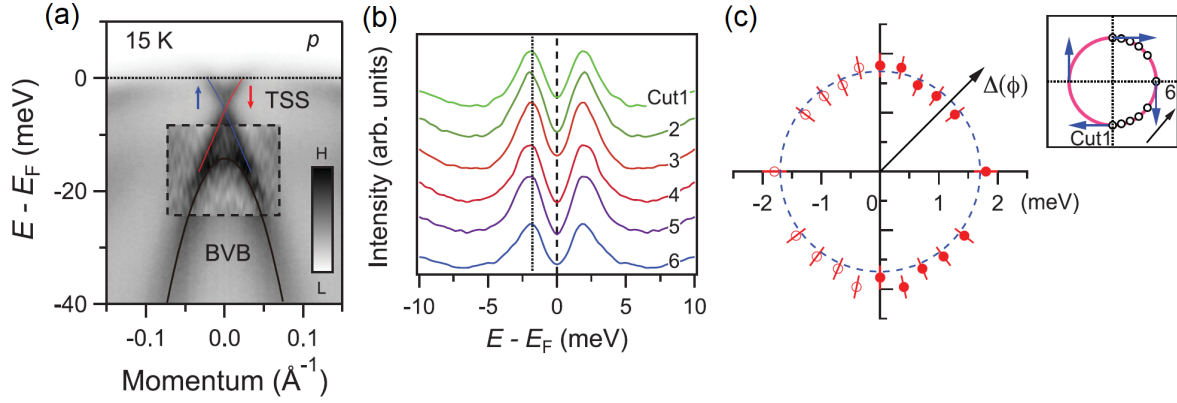 (a)
15 K
p
TSS
BVB
H
L
0
-20
-40
E - E_F (meV)
-0.1
0.0
0.1
Momentum (Å⁻¹)
(b)
Intensity (arb. units)
Cut1
2
3
4
5
6
-10
-5
0
5
10
E - E_F (meV)
(c)
Δ(ϕ)
-2
-1
0
1
2
(meV)
6
Cut1